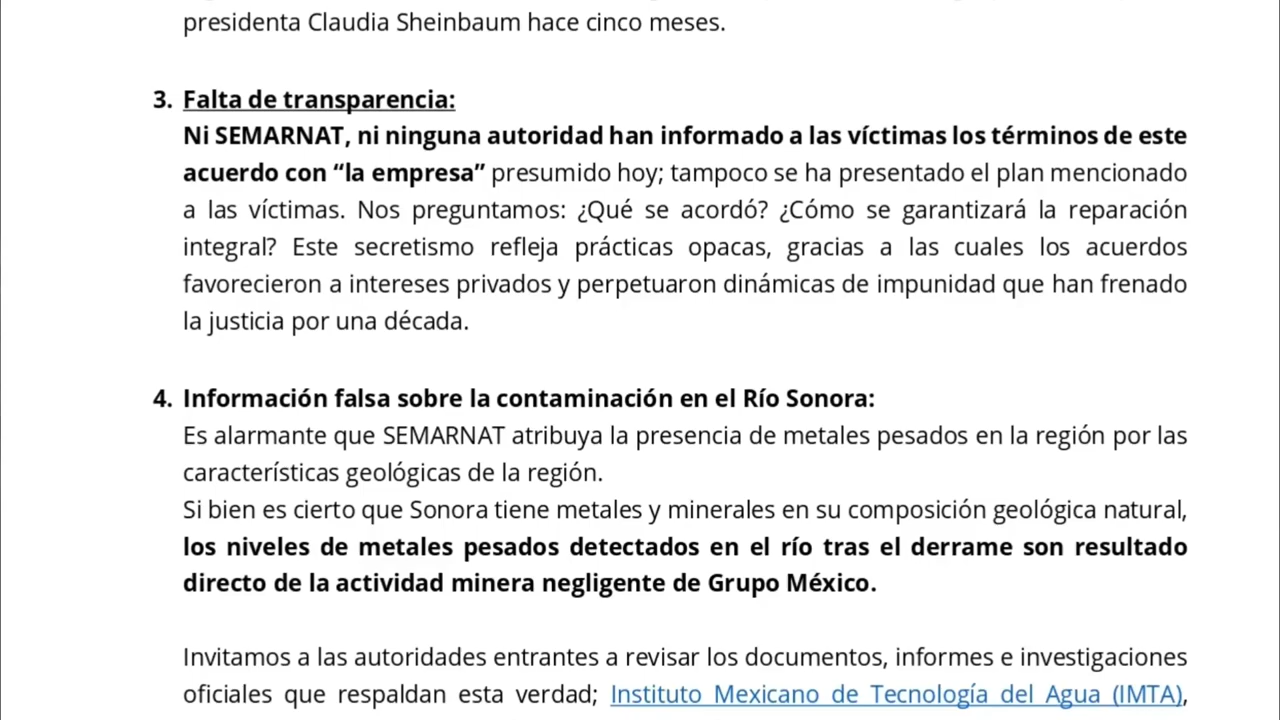 presidenta Claudia Sheinbaum hace cinco meses.
3. Falta de transparencia:
Ni SEMARNAT, ni ninguna autoridad han informado a las víctimas los términos de este
acuerdo con “la empresa” presumido hoy; tampoco se ha presentado el plan mencionado
a las víctimas. Nos preguntamos: ¿Qué se acordó? ¿Cómo se garantizará la reparación
integral? Este secretismo refleja prácticas opacas, gracias a las cuales los acuerdos
favorecieron a intereses privados y perpetuaron dinámicas de impunidad que han frenado
la justicia por una década.
4. Información falsa sobre la contaminación en el Río Sonora:
Es alarmante que SEMARNAT atribuya la presencia de metales pesados en la región por las
características geológicas de la región.
Si bien es cierto que Sonora tiene metales y minerales en su composición geológica natural,
los niveles de metales pesados detectados en el río tras el derrame son resultado
directo de la actividad minera negligente de Grupo México.
Invitamos a las autoridades entrantes a revisar los documentos, informes e investigaciones
oficiales que respaldan esta verdad; Instituto Mexicano de Tecnología del Agua (IMTA),